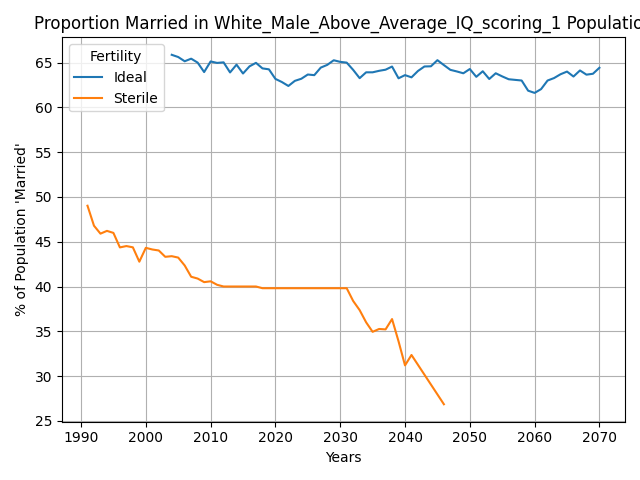 Proportion Married in White_Male_Above_Average_IQ_scoring_1 Populatio
Fertility
Ideal
Sterile
% of Population 'Married'
65
60
55
50
45
40
35
30
25
1990 2000 2010 2020 2030 2040 2050 2060 2070
Years